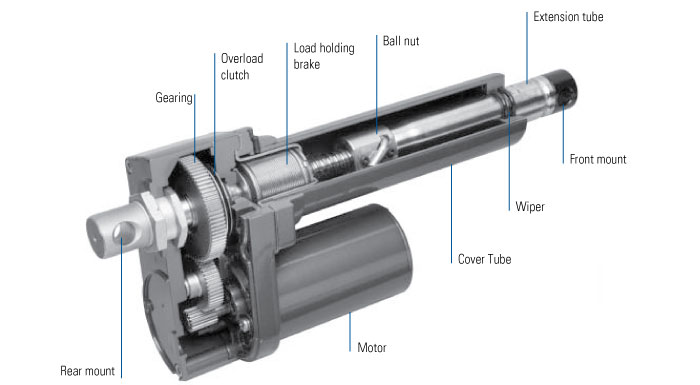 Extension tube
Ball nut
Load holding
brake
Overload
clutch
Gearing
Front mount
Wiper
Cover Tube
Motor
Rear mount